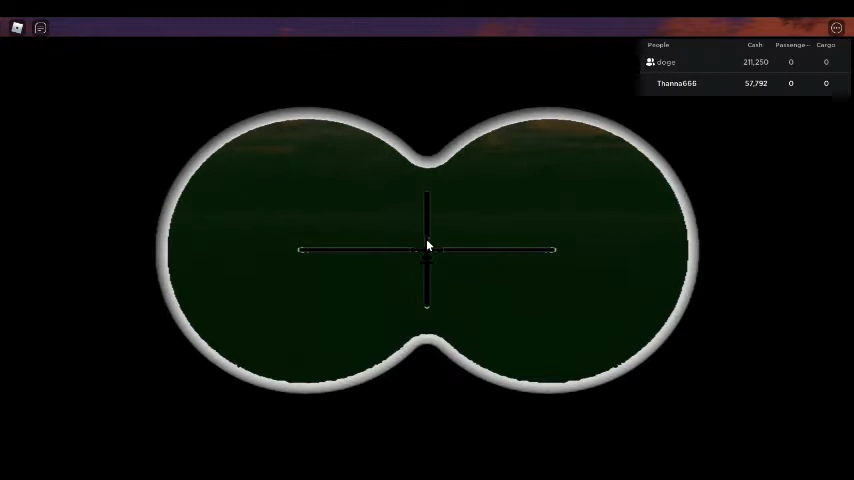 People Cash Passenge-- Cargo
doge 211,250 0 0
Thanna666 57,792 0 0